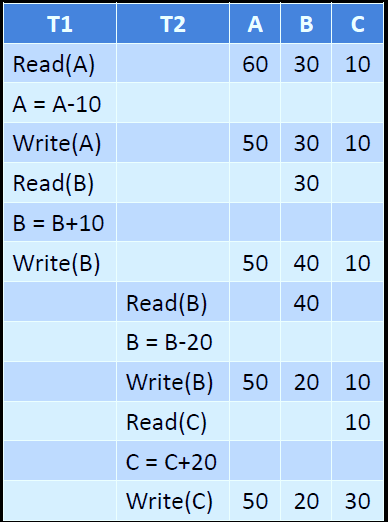 T1 T2 A B C
Read(A) 60 30 10
A = A-10
Write(A) 50 30 10
Read(B) 30
B = B+10
Write(B) 50 40 10
Read(B) 40
B = B-20
Write(B) 50 20 10
Read(C) 10
C = C+20
Write(C) 50 20 30